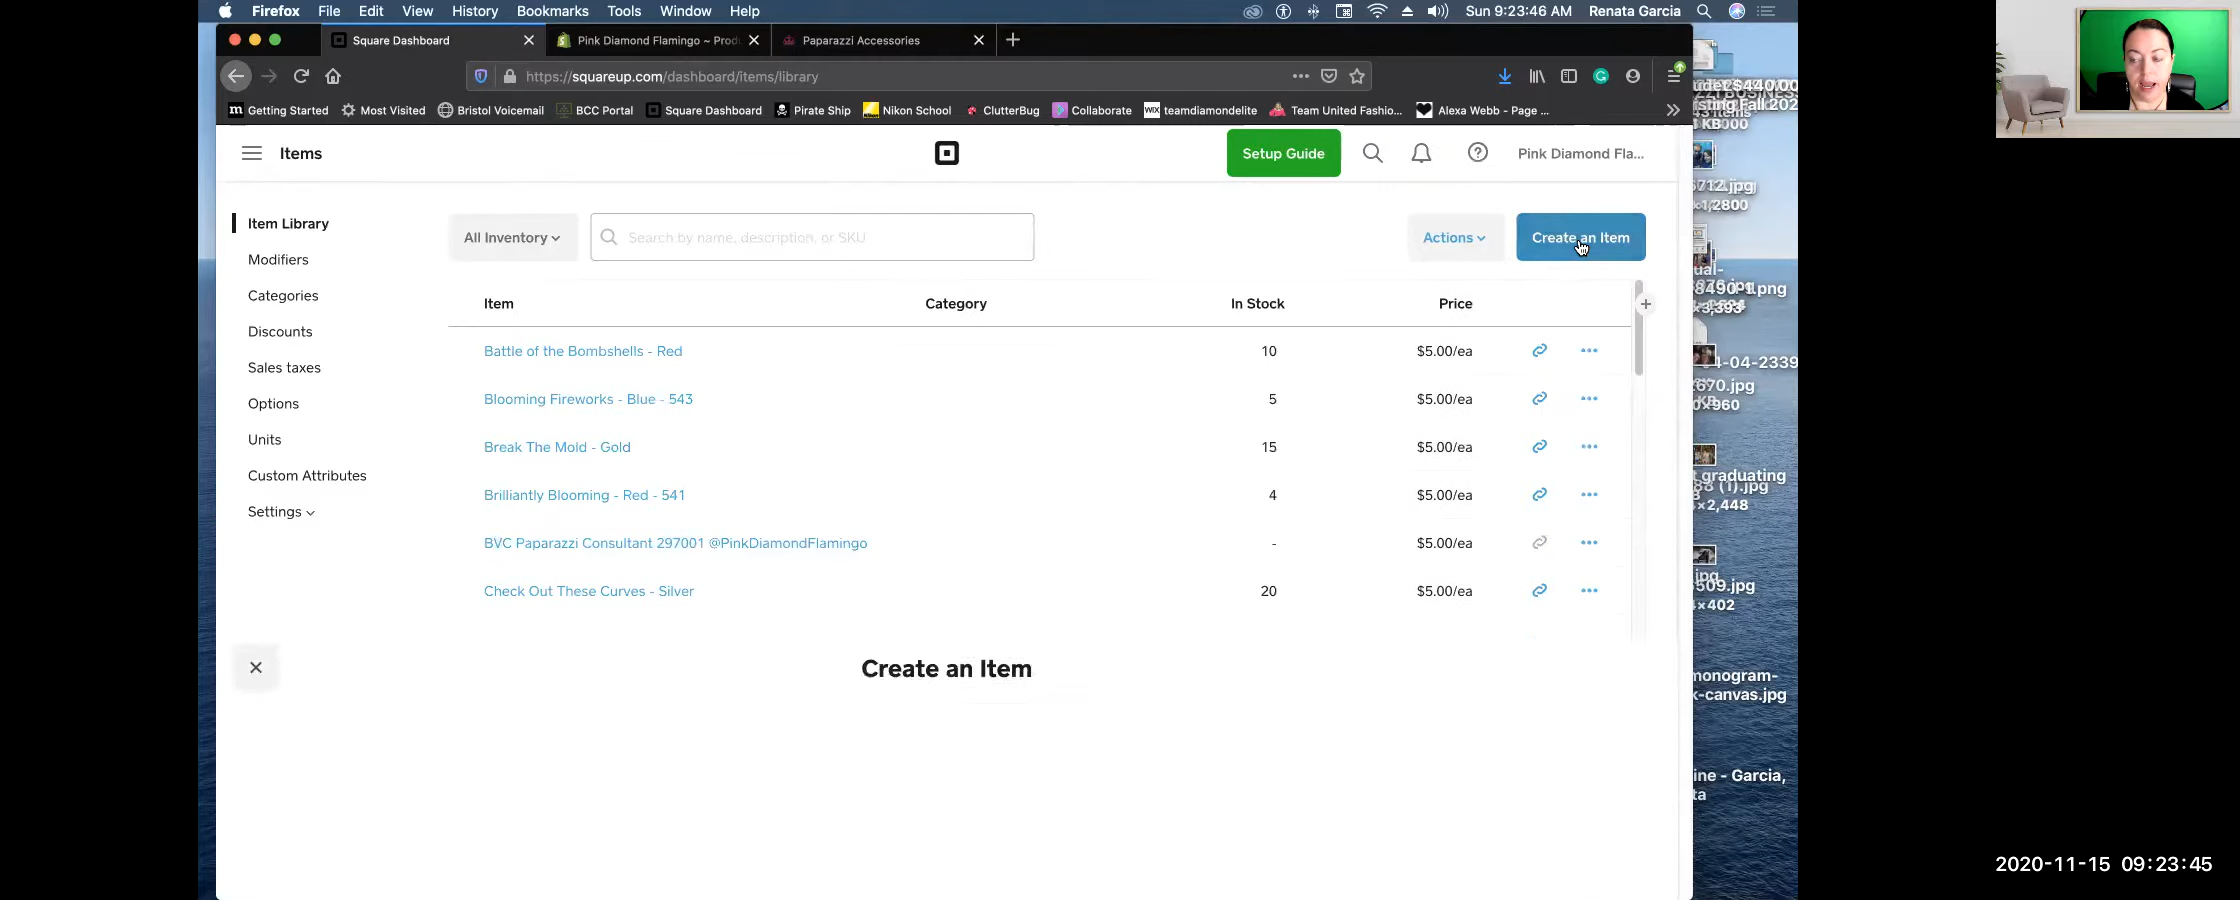 Firefox File Edit View History Bookmarks Tools Window Help Sun 9:23:46 AM Renata Garcia
Square Dashboard Pink Diamond Flamingo ~ Prod Paparazzi Accessories
https://squareup.com/dashboard/items/library
Getting Started Most Visited Bristol Voicemail BCC Portal Square Dashboard Pirate Ship Nikon School ClutterBug Collaborate WIX teamdiamondelite Team United Fashio... Alexa Webb - Page ...
Items Setup Guide Pink Diamond Fla...
Item Library
Modifiers
Categories
Discounts
Sales taxes
Options
Units
Custom Attributes
Settings
All Inventory Search by name, description, or SKU Actions Create an Item
Item Category In Stock Price
Battle of the Bombshells - Red 10 $5.00/ea
Blooming Fireworks - Blue - 543 5 $5.00/ea
Break The Mold - Gold 15 $5.00/ea
Brilliantly Blooming - Red - 541 4 $5.00/ea
BVC Paparazzi Consultant 297001 @PinkDiamondFlamingo - $5.00/ea
Check Out These Curves - Silver 20 $5.00/ea
Create an Item
6712.jpg
graduating
509.jpg
×402
monogram-
-canvas.jpg
ine - Garcia,
ta
2020-11-15 09:23:45